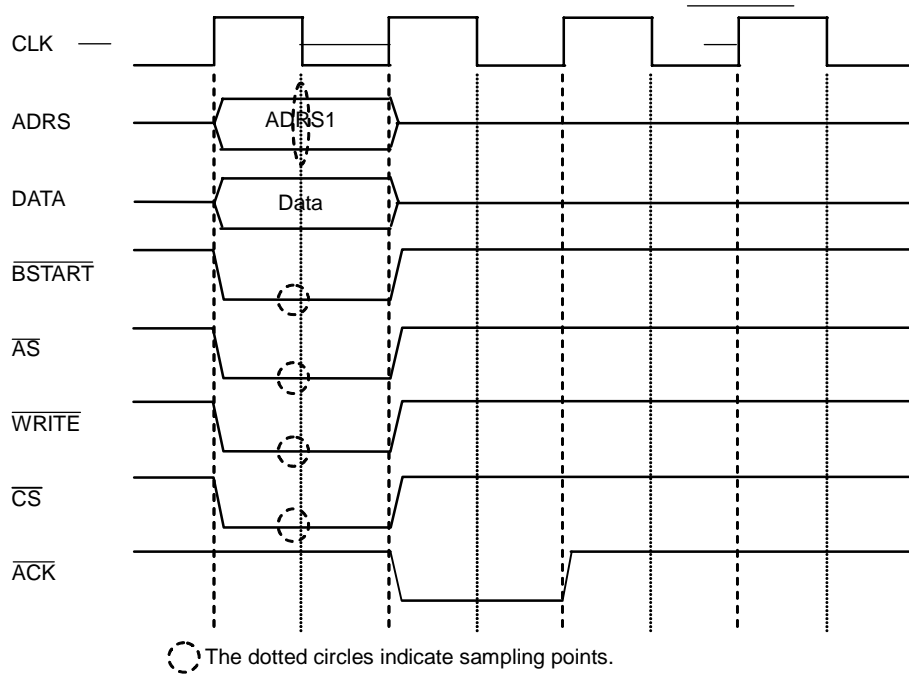 CLK
ADRS ADRS1
DATA Data
BSTART
AS
WRITE
CS
ACK
The dotted circles indicate sampling points.